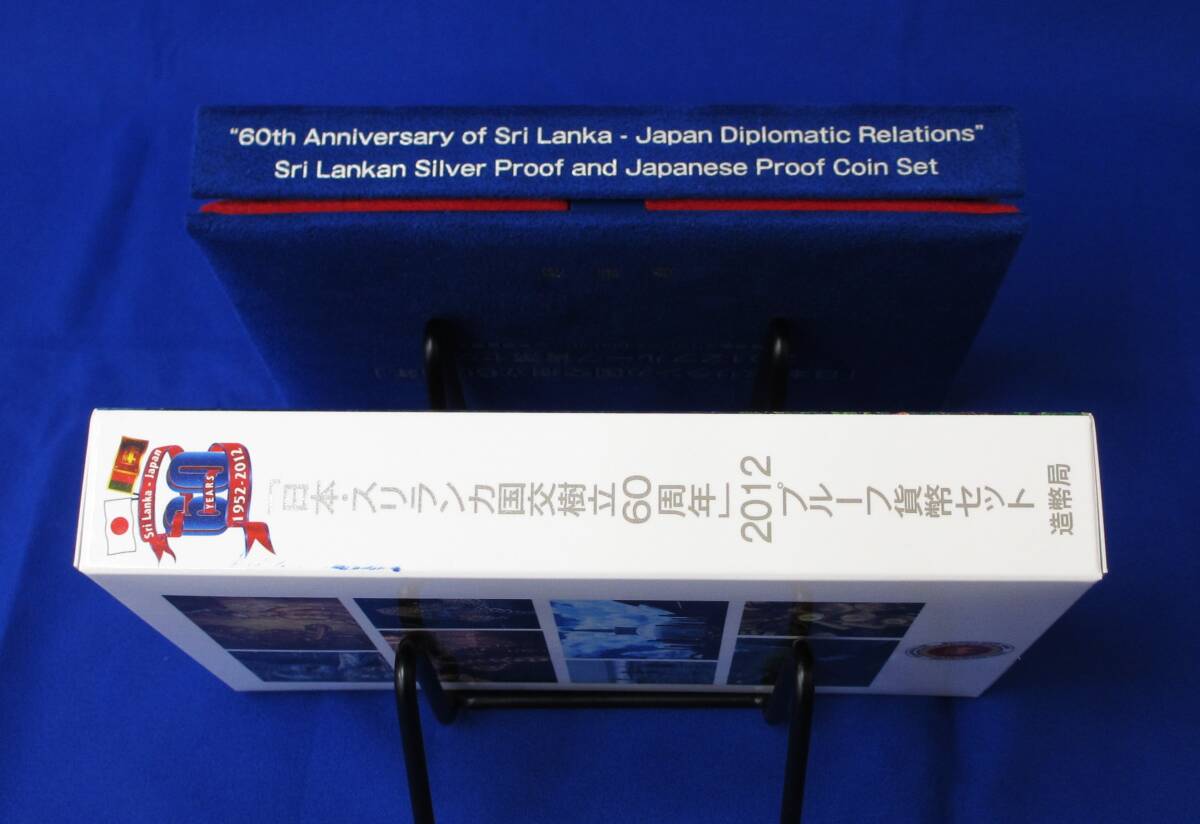 “60th Anniversary of Sri Lanka - Japan Diplomatic Relations”
Sri Lankan Silver Proof and Japanese Proof Coin Set
Sri Lanka - Japan
60
YEARS
1952-2012
「日本・スリランカ国交樹立60周年」
2012プルーフ貨幣セット
造幣局